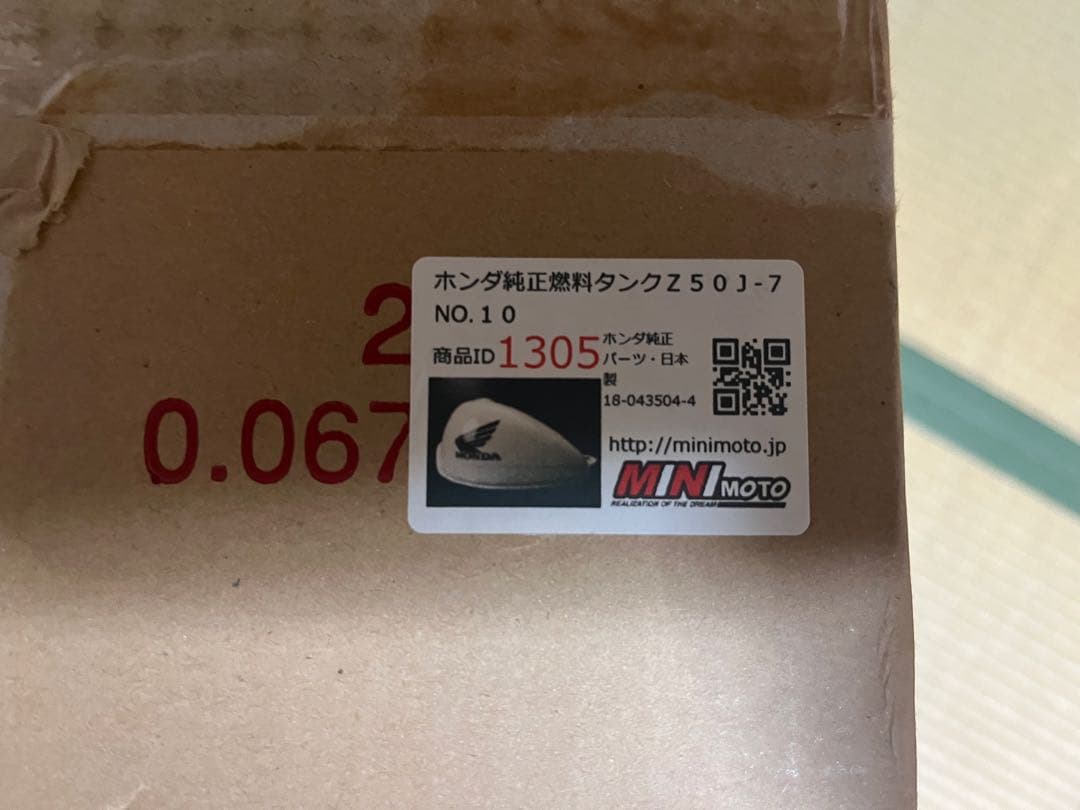 ホンダ純正燃料タンクＺ５０Ｊ-７
NO.１０
商品ID 1305
ホンダ純正
パーツ・日本
製
18-043504-4
HONDA
http://minimoto.jp
MINIMOTO
REALIZATION OF THE DREAM
2
0.067